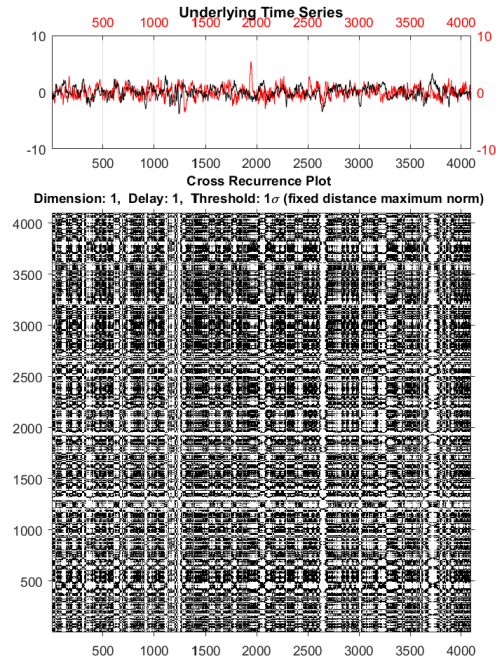 Underlying Time Series
500 1000 1500 2000 2500 3000 3500 4000
10 10
0 0
-10 -10
500 1000 1500 2000 2500 3000 3500 4000
Cross Recurrence Plot
Dimension: 1, Delay: 1, Threshold: 1σ (fixed distance maximum norm)
4000
3500
3000
2500
2000
1500
1000
500
500 1000 1500 2000 2500 3000 3500 4000